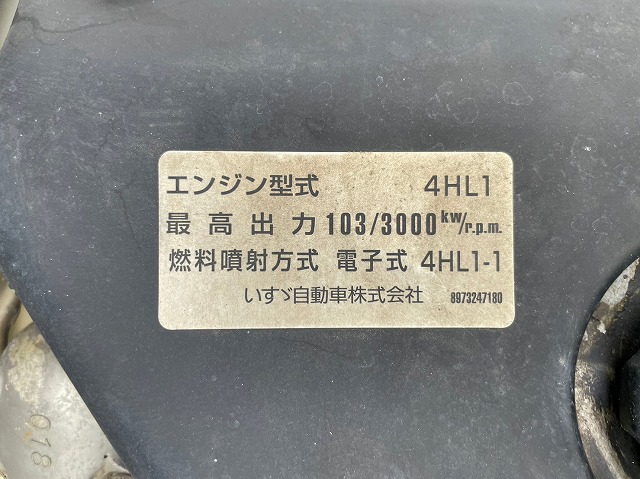 エンジン型式 4HL1
最高出力 103/3000 kW/r.p.m.
燃料噴射方式 電子式 4HL1-1
いすゞ自動車株式会社 8973247180
018